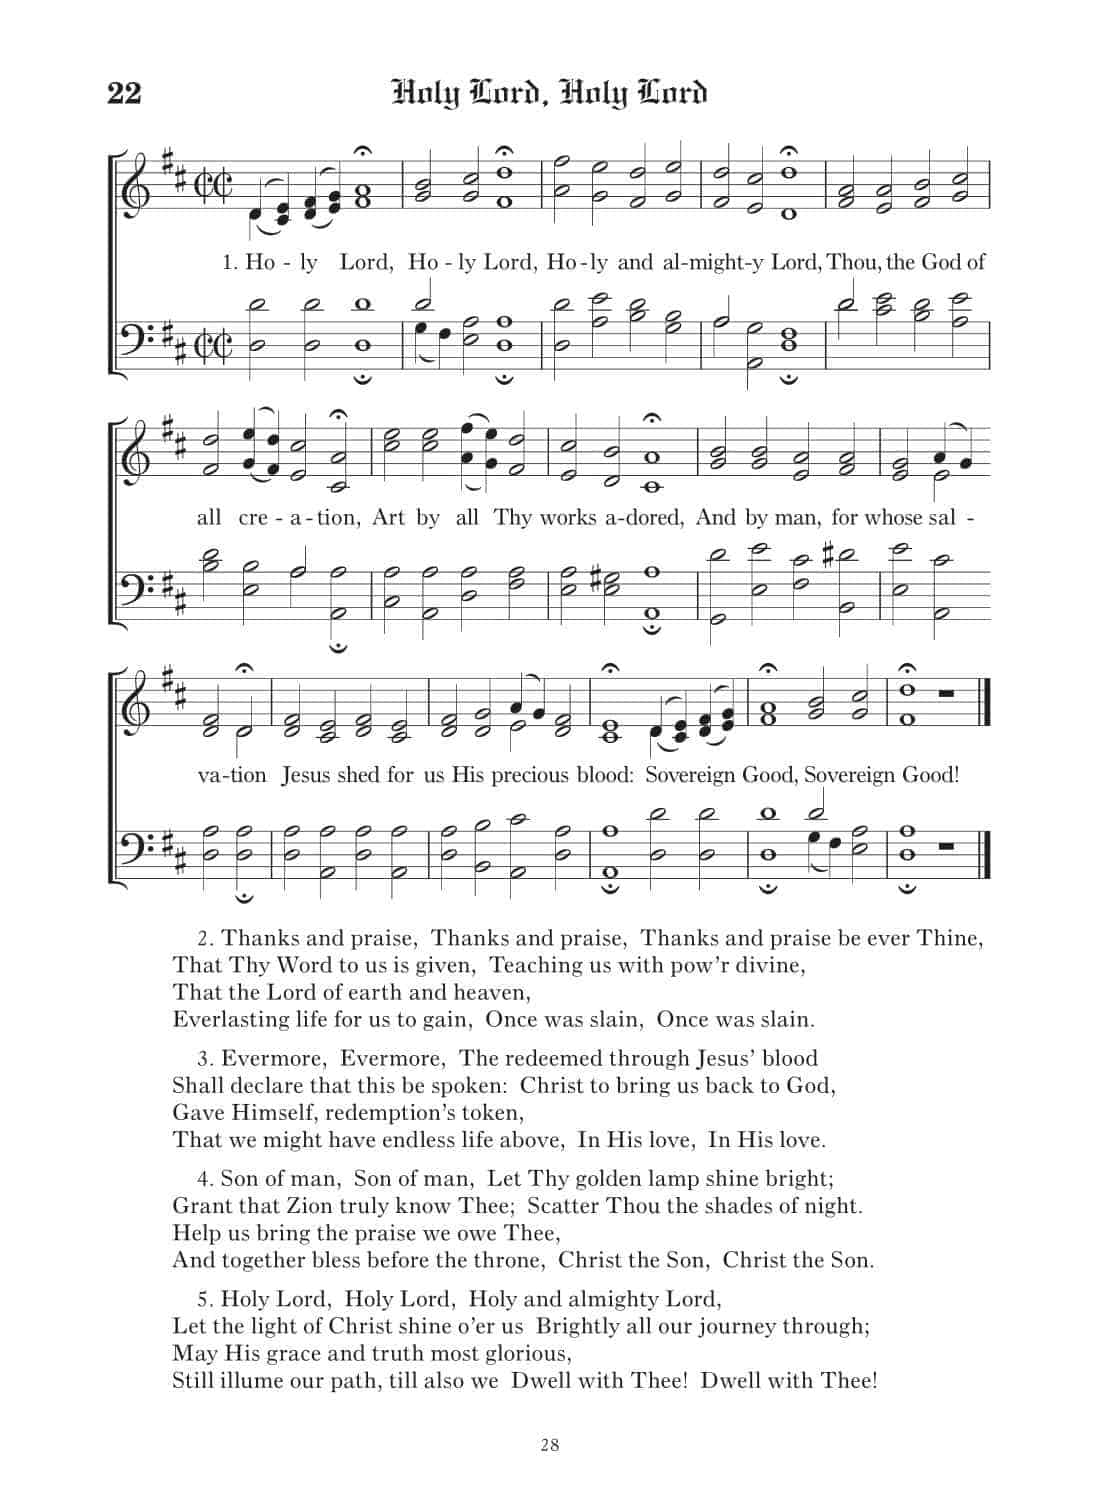 22
Holy Lord, Holy Lord
1. Ho - ly Lord, Ho - ly Lord, Ho - ly and al-might-y Lord, Thou, the God of
all cre - a - tion, Art by all Thy works a-dored, And by man, for whose sal -
va-tion Jesus shed for us His precious blood: Sovereign Good, Sovereign Good!
2. Thanks and praise, Thanks and praise, Thanks and praise be ever Thine,
That Thy Word to us is given, Teaching us with pow’r divine,
That the Lord of earth and heaven,
Everlasting life for us to gain, Once was slain, Once was slain.
3. Evermore, Evermore, The redeemed through Jesus’ blood
Shall declare that this be spoken: Christ to bring us back to God,
Gave Himself, redemption’s token,
That we might have endless life above, In His love, In His love.
4. Son of man, Son of man, Let Thy golden lamp shine bright;
Grant that Zion truly know Thee; Scatter Thou the shades of night.
Help us bring the praise we owe Thee,
And together bless before the throne, Christ the Son, Christ the Son.
5. Holy Lord, Holy Lord, Holy and almighty Lord,
Let the light of Christ shine o’er us Brightly all our journey through;
May His grace and truth most glorious,
Still illume our path, till also we Dwell with Thee! Dwell with Thee!
28